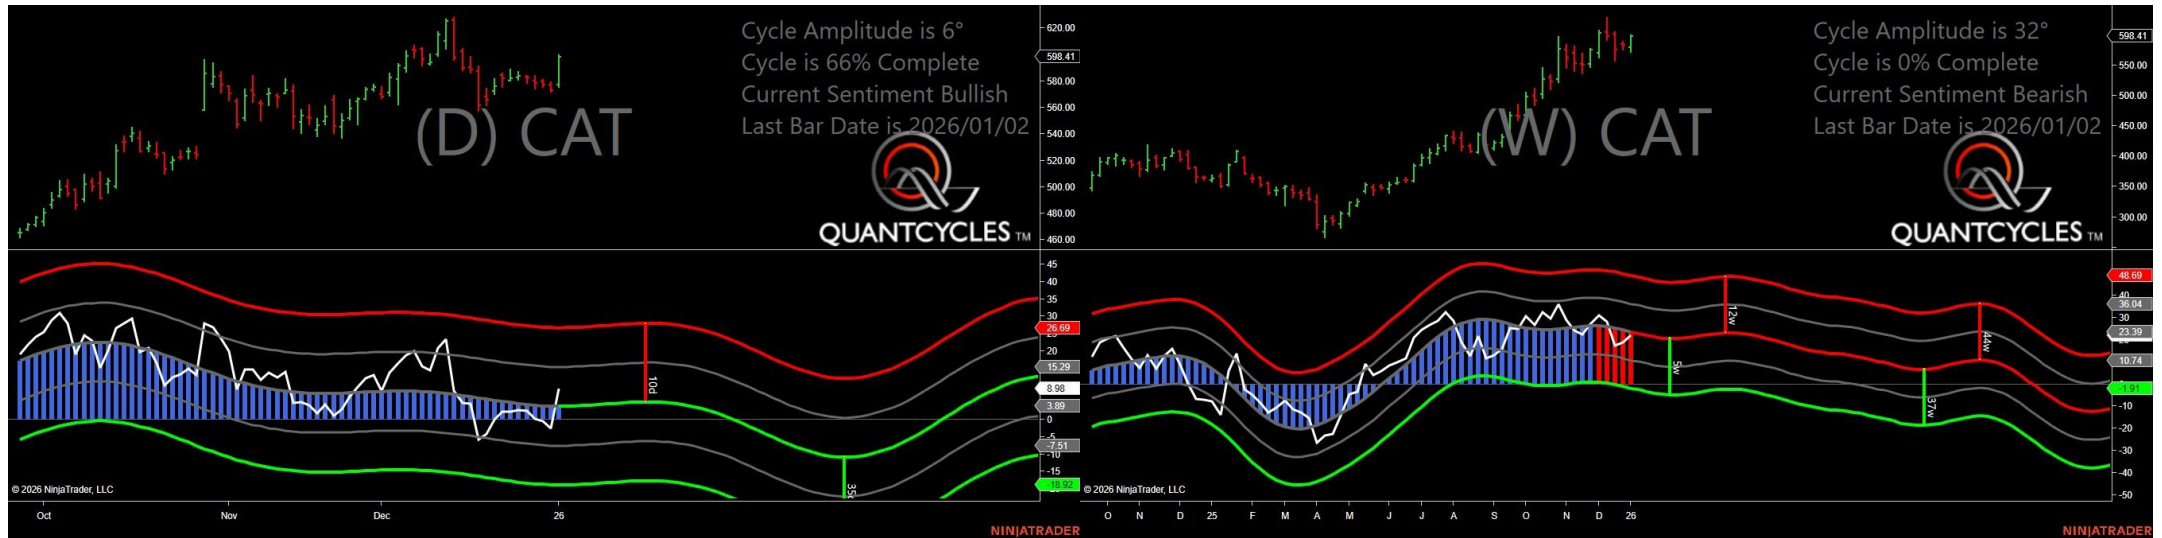 Cycle Amplitude is 6°
Cycle is 66% Complete
Current Sentiment Bullish
Last Bar Date is 2026/01/02
(D) CAT
QUANTCYCLES TM
620.00
598.41
580.00
560.00
540.00
520.00
500.00
480.00
460.00
45
40
35
30
26.69
20
15.29
8.98
3.89
0
-5
-7.51
-10
-15
-18.92
10d
© 2026 NinjaTrader, LLC
Oct Nov Dec 26
NINJATRADER
Cycle Amplitude is 32°
Cycle is 0% Complete
Current Sentiment Bearish
Last Bar Date is 2026/01/02
(W) CAT
QUANTCYCLES TM
598.41
550.00
500.00
450.00
400.00
350.00
300.00
48.69
40
36.04
30
23.39
10.74
-1.91
-10
-20
-30
-40
-50
12w
44w
37w
© 2026 NinjaTrader, LLC
O N D 25 F M A M J J A S O N D 26
NINJATRADER